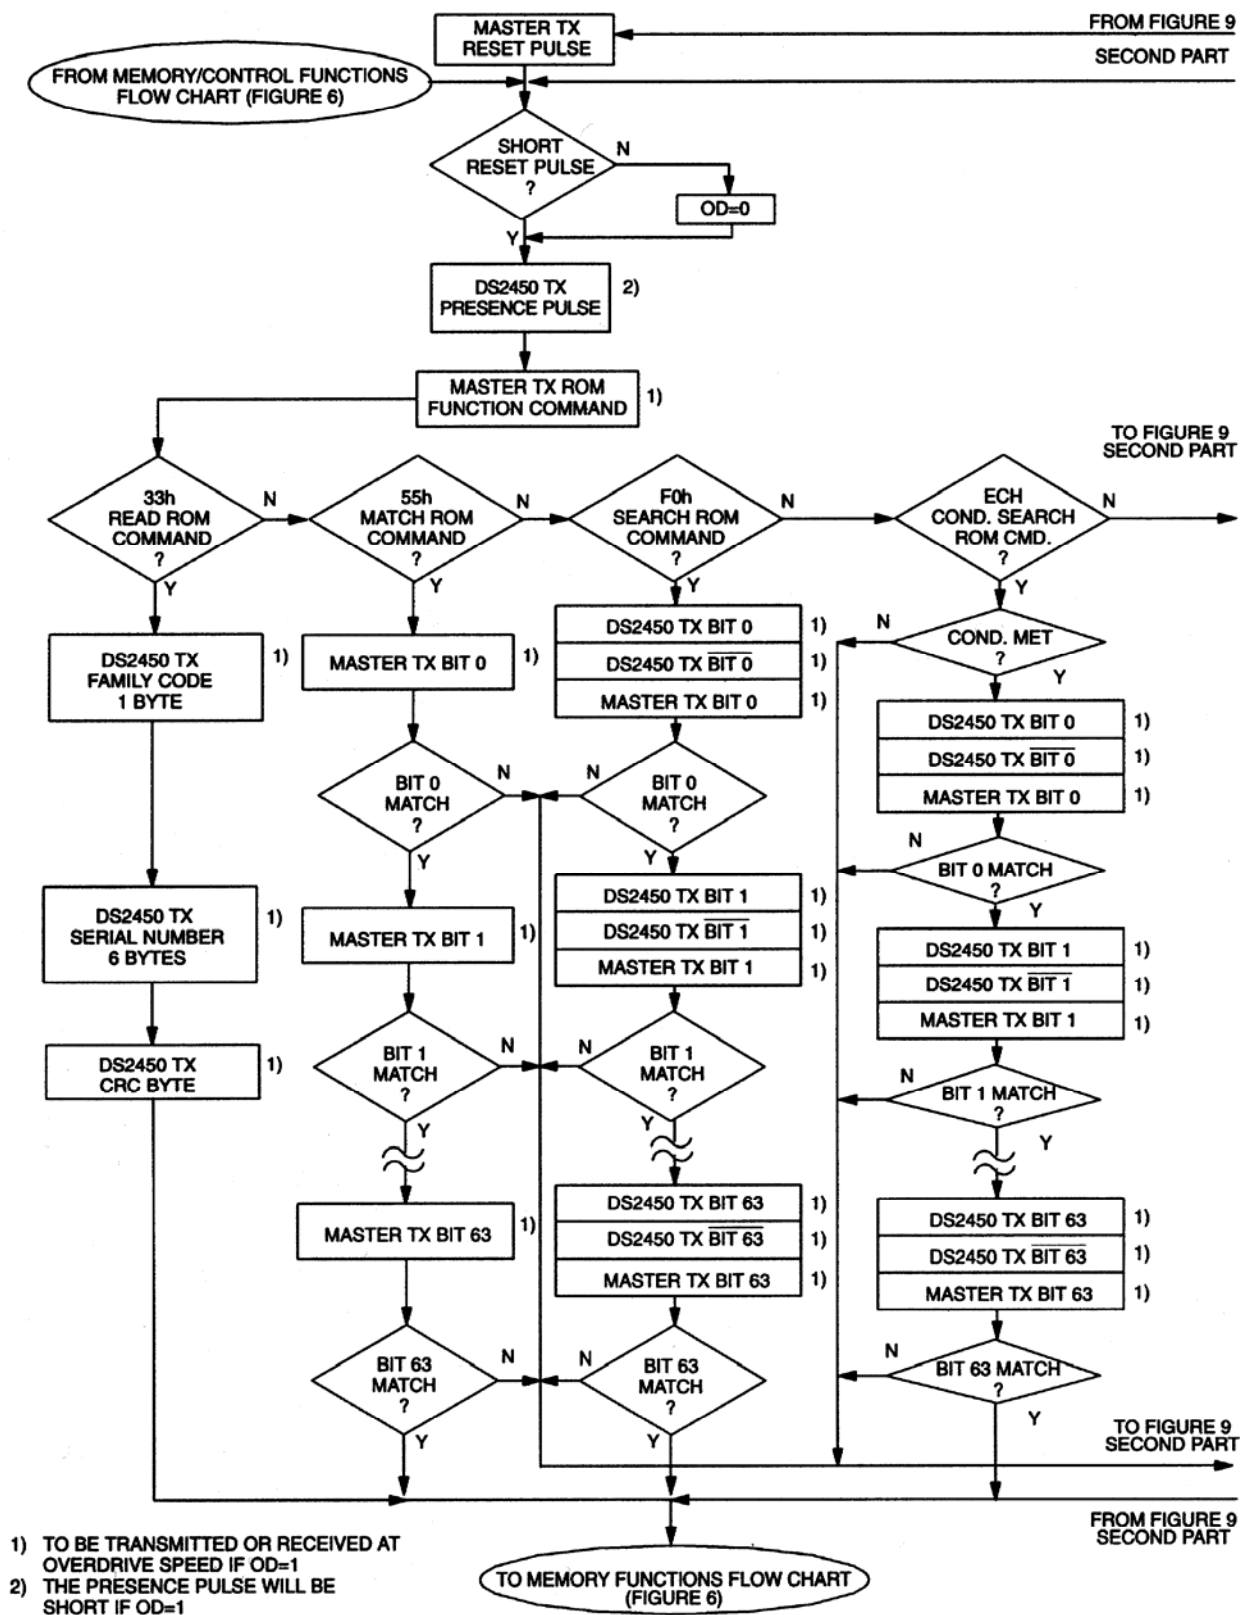 MASTER TX
RESET PULSE
FROM FIGURE 9
SECOND PART
FROM MEMORY/CONTROL FUNCTIONS
FLOW CHART (FIGURE 6)
SHORT
RESET PULSE
?
N
OD=0
Y
DS2450 TX
PRESENCE PULSE
2)
MASTER TX ROM
FUNCTION COMMAND
1)
TO FIGURE 9
SECOND PART
33h
READ ROM
COMMAND
?
N
Y
55h
MATCH ROM
COMMAND
?
N
Y
F0h
SEARCH ROM
COMMAND
?
N
Y
ECH
COND. SEARCH
ROM CMD.
?
N
Y
DS2450 TX
FAMILY CODE
1 BYTE
1)
DS2450 TX
SERIAL NUMBER
6 BYTES
1)
DS2450 TX
CRC BYTE
1)
MASTER TX BIT 0
1)
BIT 0
MATCH
?
N
Y
MASTER TX BIT 1
1)
BIT 1
MATCH
?
N
Y
MASTER TX BIT 63
1)
BIT 63
MATCH
?
N
Y
DS2450 TX BIT 0
1)
DS2450 TX BIT 0
1)
MASTER TX BIT 0
1)
N
BIT 0
MATCH
?
Y
DS2450 TX BIT 1
1)
DS2450 TX BIT 1
1)
MASTER TX BIT 1
1)
N
BIT 1
MATCH
?
Y
DS2450 TX BIT 63
1)
DS2450 TX BIT 63
1)
MASTER TX BIT 63
1)
N
BIT 63
MATCH
?
Y
N
COND. MET
?
Y
DS2450 TX BIT 0
1)
DS2450 TX BIT 0
1)
MASTER TX BIT 0
1)
N
BIT 0 MATCH
?
Y
DS2450 TX BIT 1
1)
DS2450 TX BIT 1
1)
MASTER TX BIT 1
1)
N
BIT 1 MATCH
?
Y
DS2450 TX BIT 63
1)
DS2450 TX BIT 63
1)
MASTER TX BIT 63
1)
N
BIT 63 MATCH
?
Y
TO FIGURE 9
SECOND PART
FROM FIGURE 9
SECOND PART
1) TO BE TRANSMITTED OR RECEIVED AT
OVERDRIVE SPEED IF OD=1
2) THE PRESENCE PULSE WILL BE
SHORT IF OD=1
TO MEMORY FUNCTIONS FLOW CHART
(FIGURE 6)